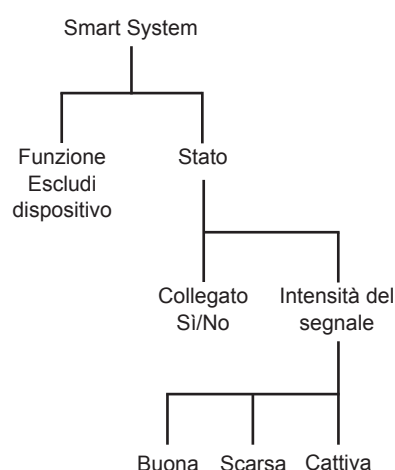 Smart System
Funzione
Escludi
dispositivo
Stato
Collegato
Sì/No
Intensità del
segnale
Buona
Scarsa
Cattiva